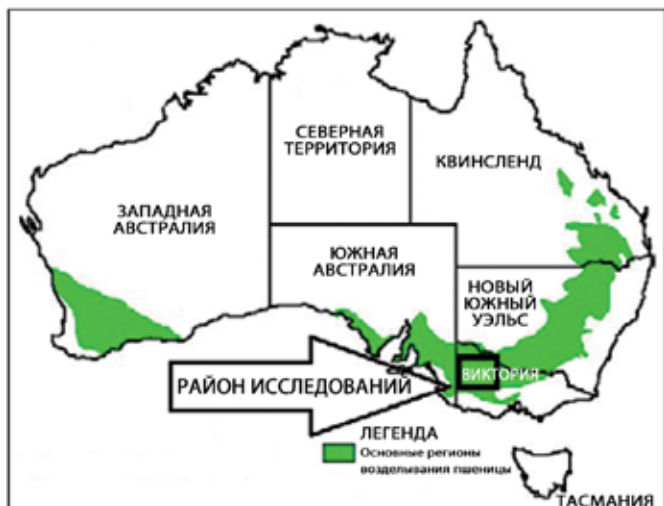 СЕВЕРНАЯ
ТЕРРИТОРИЯ
КВИНСЛЕНД
ЗАПАДНАЯ
АВСТРАЛИЯ
ЮЖНАЯ
АВСТРАЛИЯ
НОВЫЙ
ЮЖНЫЙ
УЭЛЬС
ВИКТОРИЯ
РАЙОН ИССЛЕДОВАНИЙ
ЛЕГЕНДА
Основные регионы
возделывания пшеницы
ТАСМАНИЯ